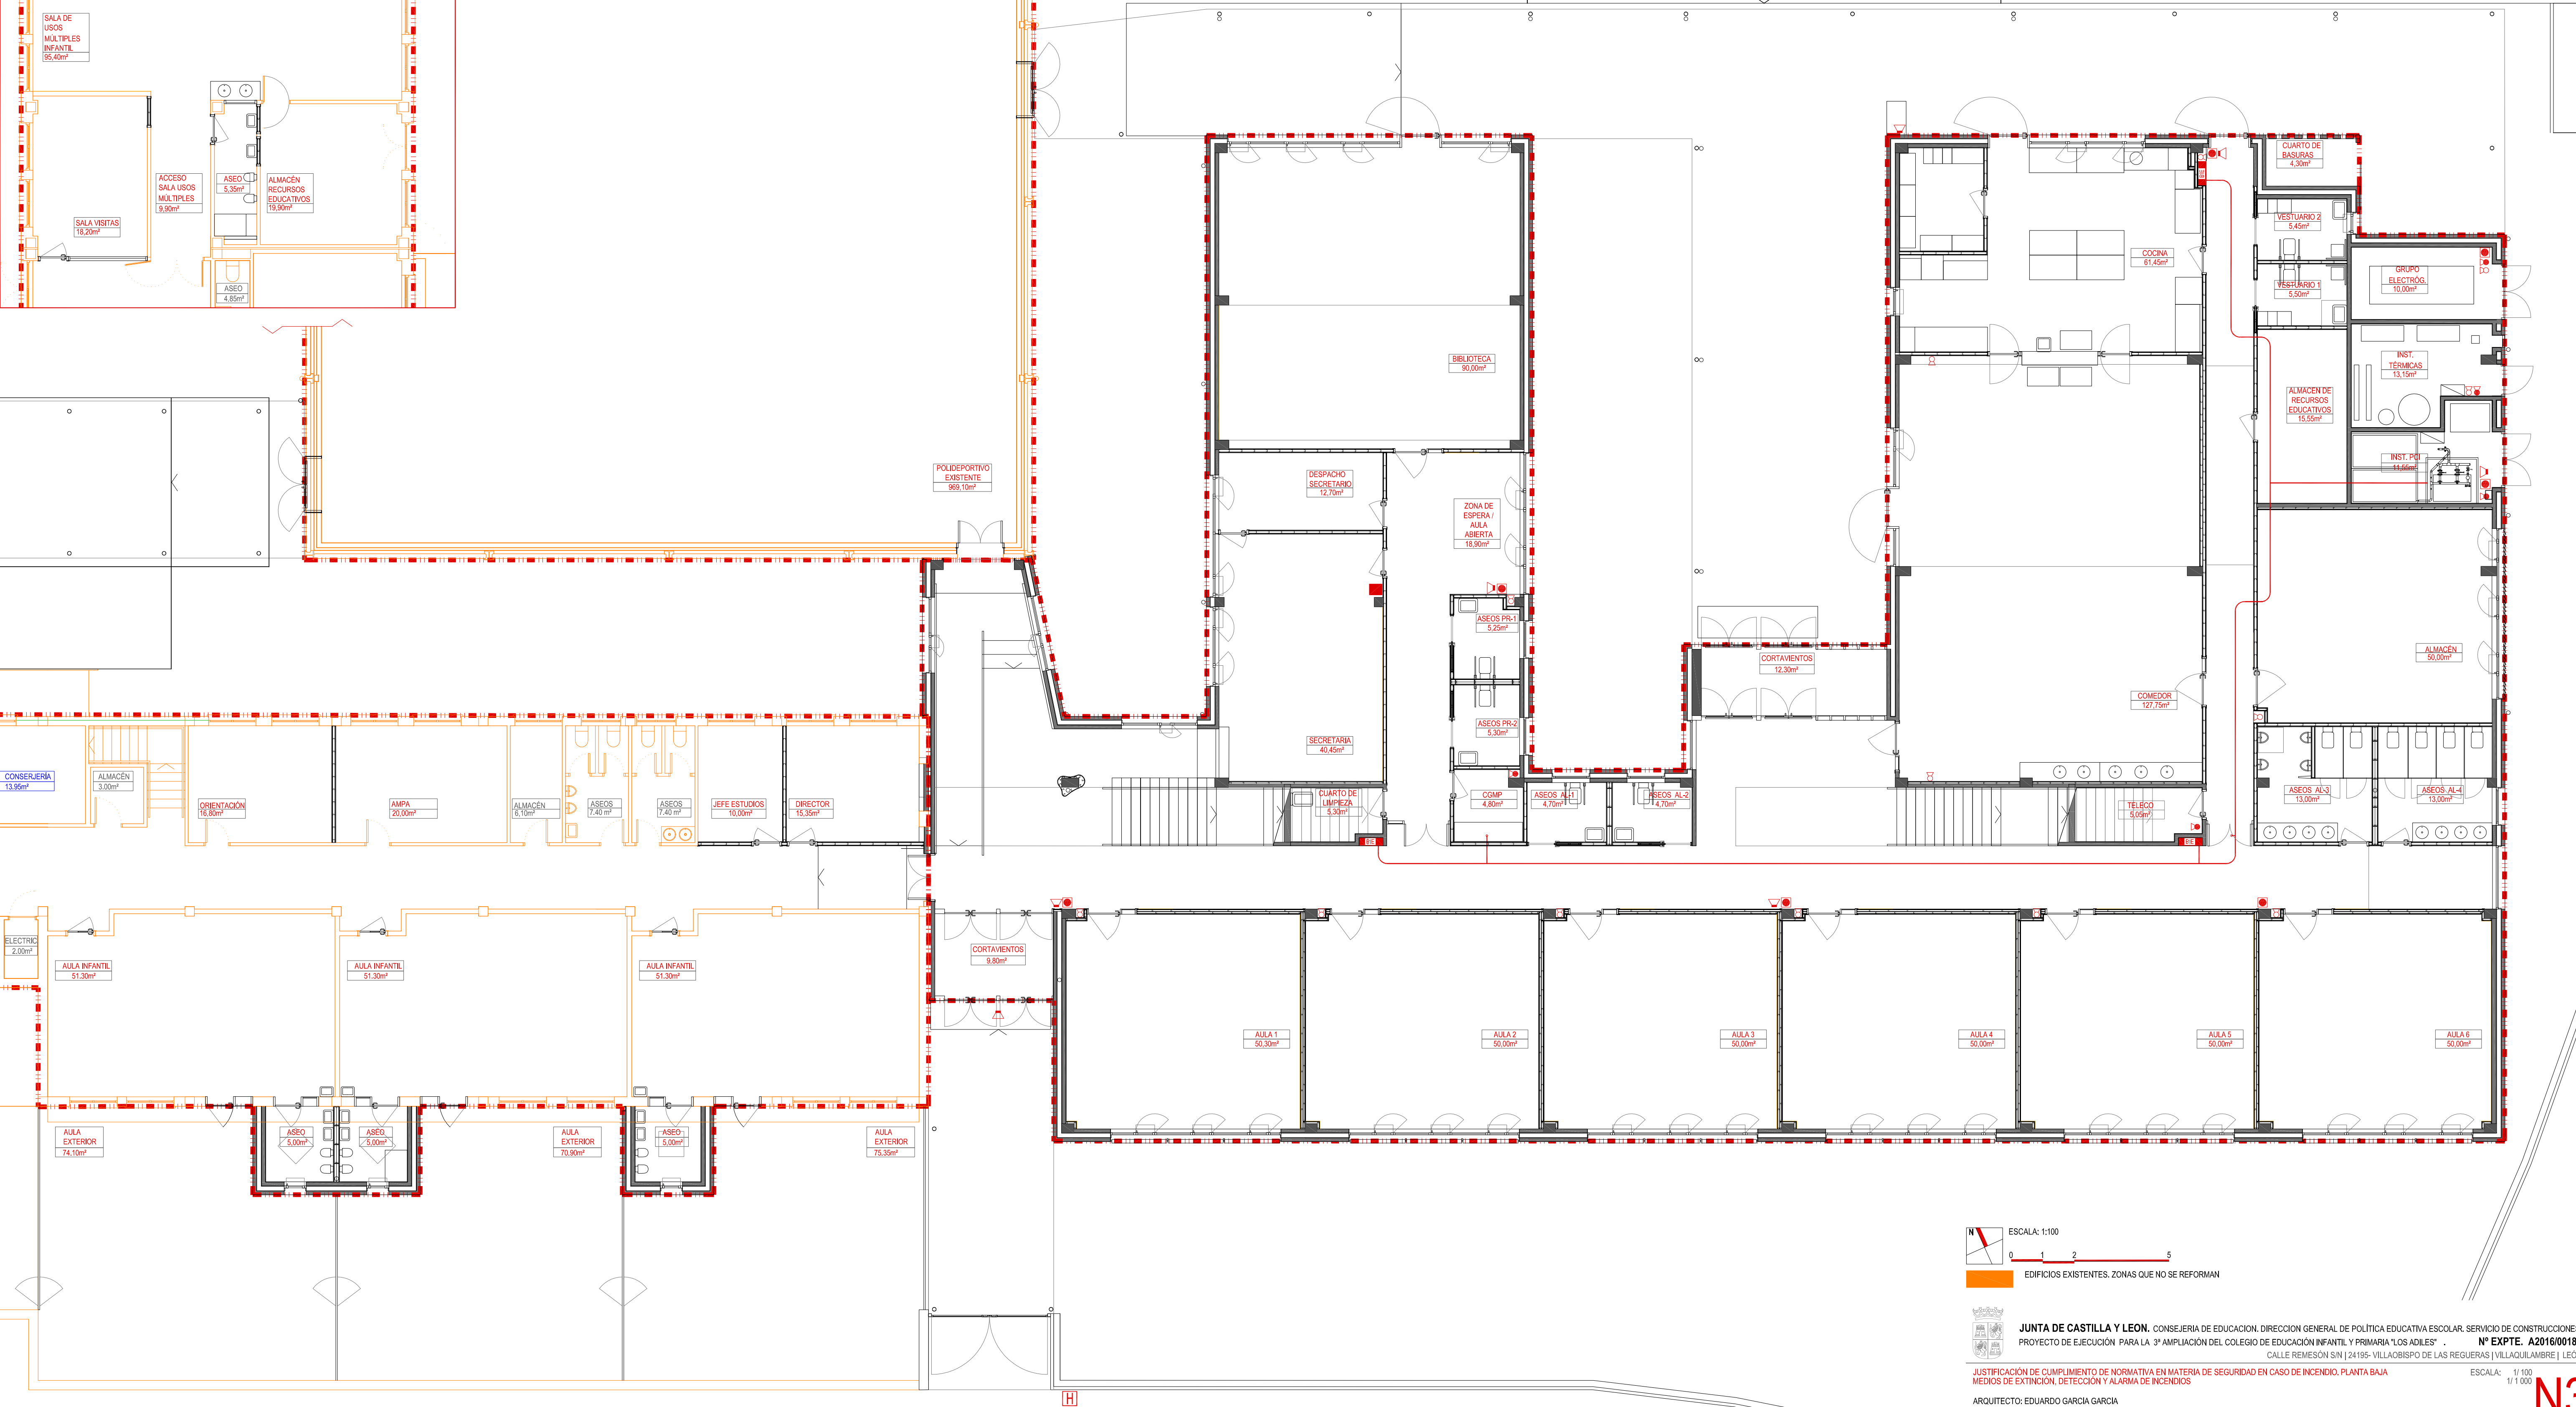 SALA DE
USOS
MÚLTIPLES
INFANTIL
95,40m²
ACCESO
SALA USOS
MÚLTIPLES
9,90m²
ASEO
5,35m²
ALMACÉN
RECURSOS
EDUCATIVOS
19,90m²
SALA VISITAS
18,20m²
ASEO
4.85m²
POLIDEPORTIVO
EXISTENTE
969,10m²
BIBLIOTECA
90,00m²
DESPACHO
SECRETARIO
12,70m²
ZONA DE
ESPERA /
AULA
ABIERTA
18,90m²
ASEOS PR-1
5,25m²
ASEOS PR-2
5,30m²
SECRETARIA
40,45m²
CUARTO DE
LIMPIEZA
5,30m²
CGMP
4,80m²
ASEOS AL-1
4,70m²
ASEOS AL-2
4,70m²
CORTAVIENTOS
12,30m²
COCINA
61,45m²
COMEDOR
127,75m²
TELECO
5,05m²
CUARTO DE
BASURAS
4,30m²
VESTUARIO 2
5,45m²
VESTUARIO 1
5,50m²
GRUPO
ELECTRÓG.
10,00m²
INST.
TÉRMICAS
13,15m²
ALMACEN DE
RECURSOS
EDUCATIVOS
15,55m²
INST. PCI
11,55m²
ALMACÉN
50,00m²
ASEOS AL-3
13,00m²
ASEOS AL-4
13,00m²
BIE
BIE
BIE
CONSERJERÍA
13.95m²
ALMACÉN
3.00m²
ORIENTACIÓN
16,80m²
AMPA
20,00m²
ALMACÉN
6,10m²
ASEOS
7.40 m²
ASEOS
7.40 m²
JEFE ESTUDIOS
10,00m²
DIRECTOR
15,35m²
ELECTRIC
2.00m²
AULA INFANTIL
51.30m²
AULA INFANTIL
51.30m²
AULA INFANTIL
51.30m²
CORTAVIENTOS
9.80m²
AULA 1
50,30m²
AULA 2
50,00m²
AULA 3
50,00m²
AULA 4
50,00m²
AULA 5
50,00m²
AULA 6
50,00m²
AULA
EXTERIOR
74,10m²
ASEO
5,00m²
ASEO
5,00m²
AULA
EXTERIOR
70,90m²
ASEO
5,00m²
AULA
EXTERIOR
75,35m²
H
N
ESCALA: 1:100
0 1 2 5
EDIFICIOS EXISTENTES. ZONAS QUE NO SE REFORMAN
JUNTA DE CASTILLA Y LEON. CONSEJERIA DE EDUCACION. DIRECCION GENERAL DE POLÍTICA EDUCATIVA ESCOLAR. SERVICIO DE CONSTRUCCIONE
PROYECTO DE EJECUCIÓN PARA LA 3ª AMPLIACIÓN DEL COLEGIO DE EDUCACIÓN INFANTIL Y PRIMARIA "LOS ADILES" . Nº EXPTE. A2016/0018
CALLE REMESÓN S/N | 24195- VILLAOBISPO DE LAS REGUERAS | VILLAQUILAMBRE | LEÓ
JUSTIFICACIÓN DE CUMPLIMIENTO DE NORMATIVA EN MATERIA DE SEGURIDAD EN CASO DE INCENDIO. PLANTA BAJA
MEDIOS DE EXTINCIÓN, DETECCIÓN Y ALARMA DE INCENDIOS
ESCALA: 1/ 100
1/ 1 000
ARQUITECTO: EDUARDO GARCÍA GARCÍA